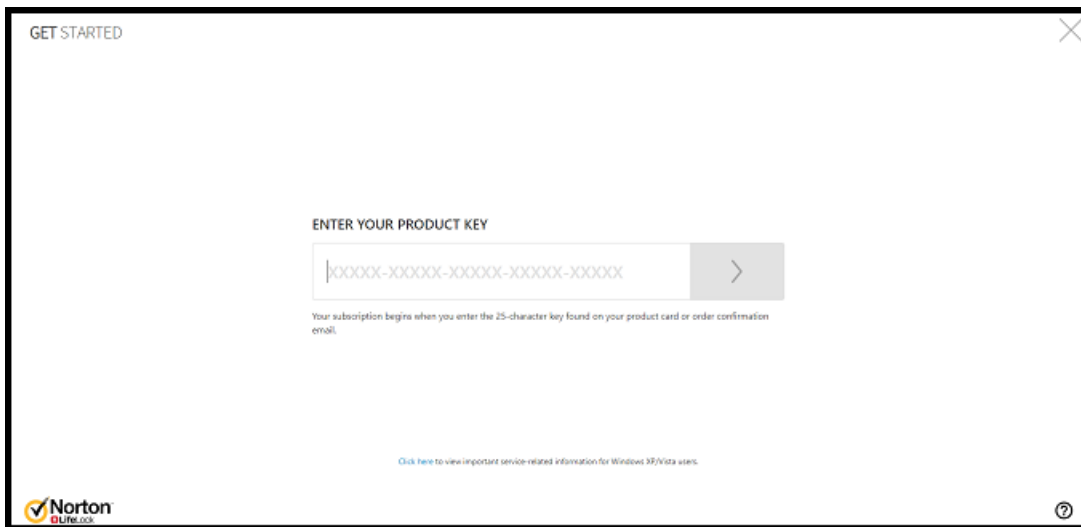 GET STARTED
ENTER YOUR PRODUCT KEY
XXXXX-XXXXX-XXXXX-XXXXX-XXXXX
Your subscription begins when you enter the 25-character key found on your product card or order confirmation
email.
Click here to view important service-related information for Windows XP/Vista users.
Norton
LifeLock